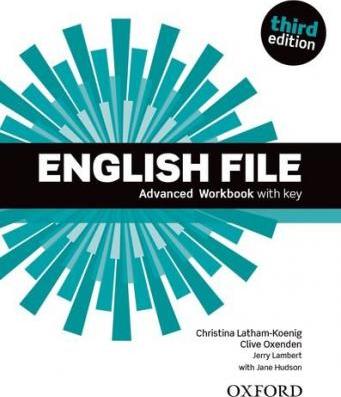 third
edition
ENGLISH FILE
Advanced Workbook with key
Christina Latham-Koenig
Clive Oxenden
Jerry Lambert
with Jane Hudson
OXFORD